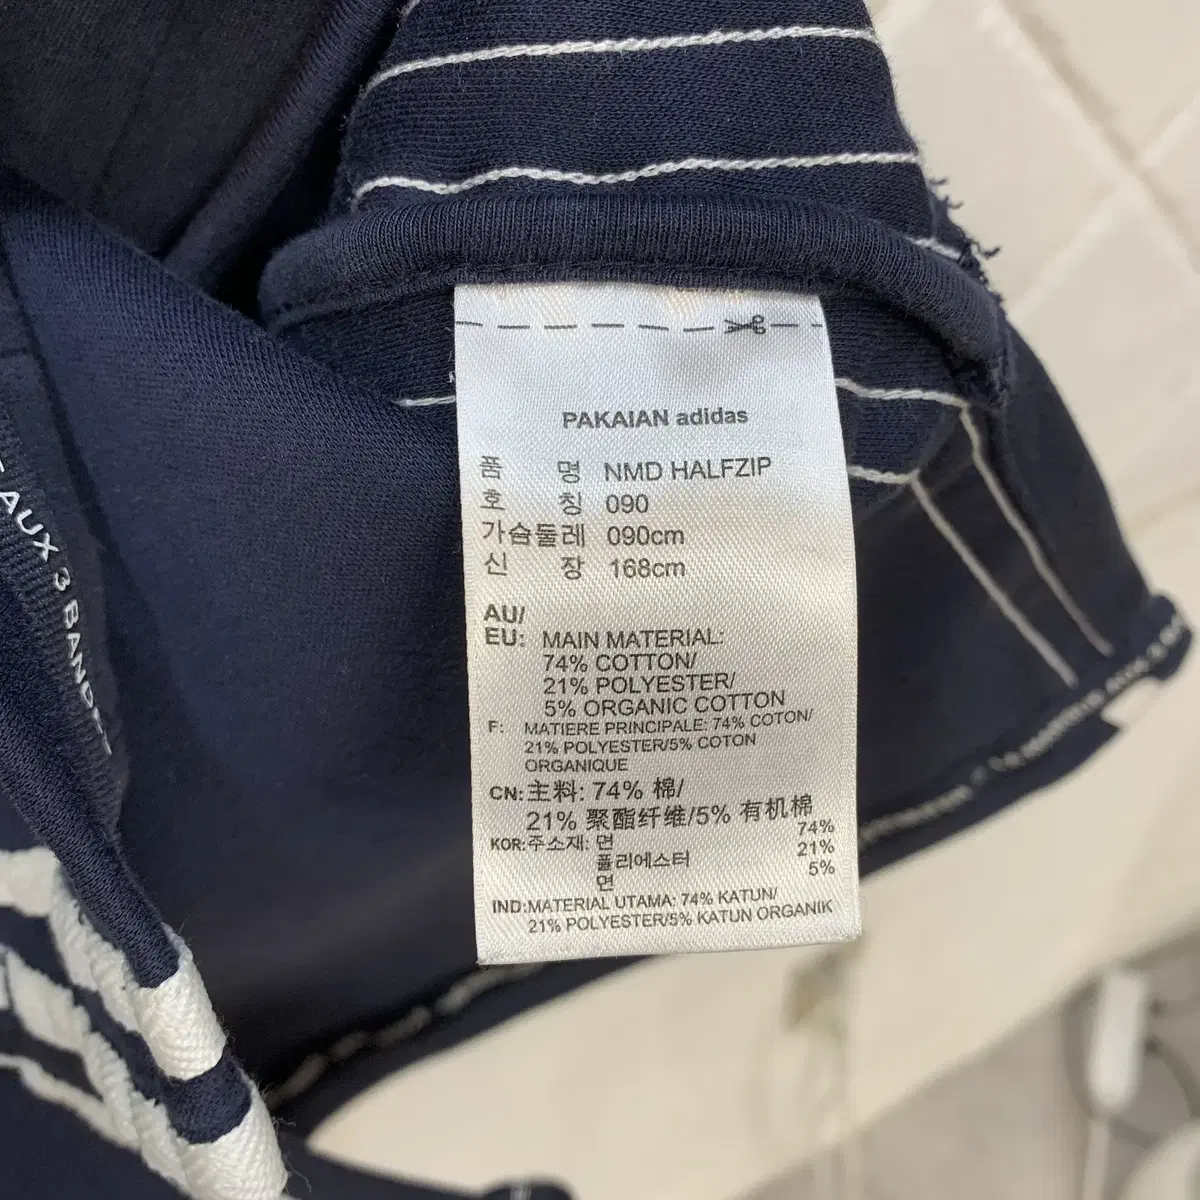 PAKAIAN adidas
품 명 NMD HALFZIP
호 칭 090
가슴둘레 090cm
신 장 168cm
AU/
EU: MAIN MATERIAL:
74% COTTON/
21% POLYESTER/
5% ORGANIC COTTON
F: MATIERE PRINCIPALE: 74% COTON/
21% POLYESTER/5% COTON
ORGANIQUE
CN: 主料: 74% 棉/
21% 聚酯纤维/5% 有机棉
KOR: 주소재: 면 74%
폴리에스터 21%
면 5%
IND: MATERIAL UTAMA: 74% KATUN/
21% POLYESTER/5% KATUN ORGANIK
AUX 3 BANDES